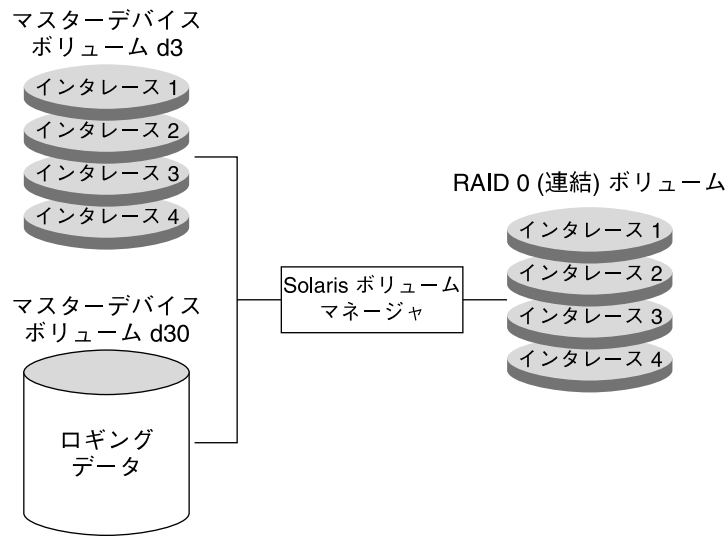 マスターデバイス
ボリューム d3
インタレース 1
インタレース 2
インタレース 3
インタレース 4
マスターデバイス
ボリューム d30
ロギング
データ
Solaris ボリューム
マネージャ
RAID 0 (連結) ボリューム
インタレース 1
インタレース 2
インタレース 3
インタレース 4